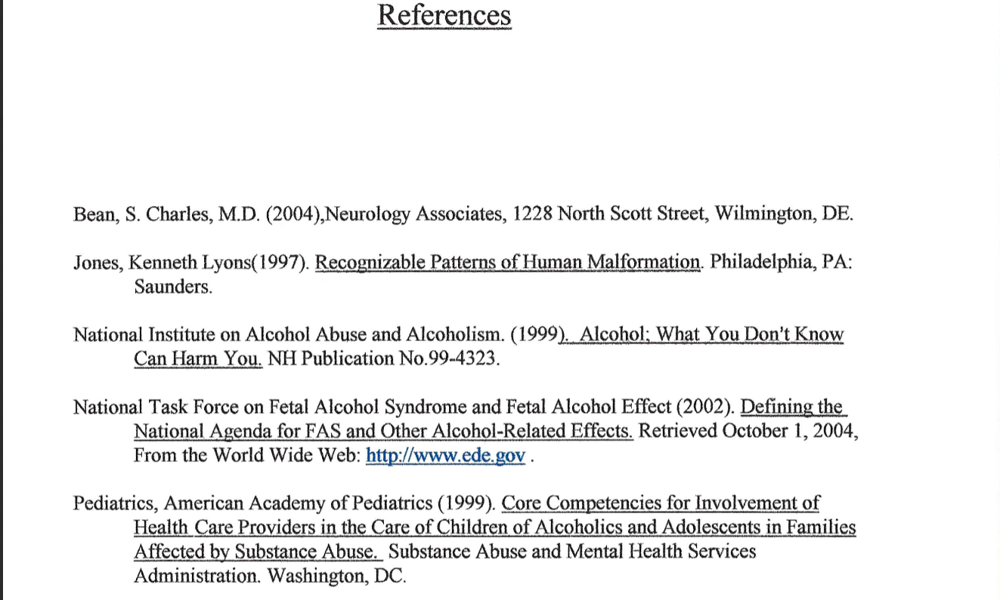 References
Bean, S. Charles, M.D. (2004),Neurology Associates, 1228 North Scott Street, Wilmington, DE.
Jones, Kenneth Lyons(1997). Recognizable Patterns of Human Malformation. Philadelphia, PA:
Saunders.
National Institute on Alcohol Abuse and Alcoholism. (1999). Alcohol; What You Don't Know
Can Harm You. NH Publication No.99-4323.
National Task Force on Fetal Alcohol Syndrome and Fetal Alcohol Effect (2002). Defining the
National Agenda for FAS and Other Alcohol-Related Effects. Retrieved October 1, 2004,
From the World Wide Web: http://www.ede.gov .
Pediatrics, American Academy of Pediatrics (1999). Core Competencies for Involvement of
Health Care Providers in the Care of Children of Alcoholics and Adolescents in Families
Affected by Substance Abuse. Substance Abuse and Mental Health Services
Administration. Washington, DC.